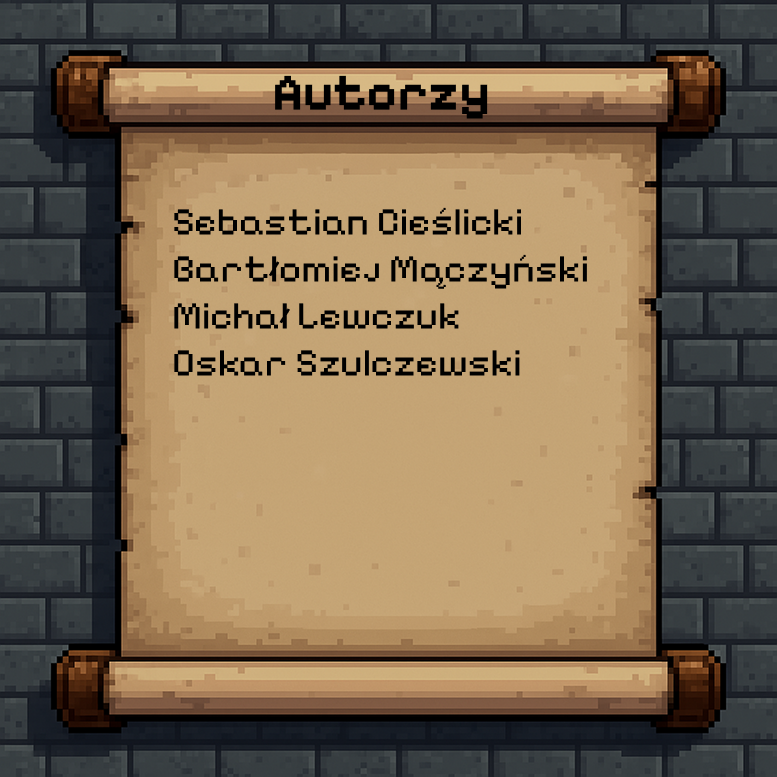 Autorzy
Sebastian Cieślicki
Bartłomiej Mączyński
Michał Lewczuk
Oskar Szulczewski